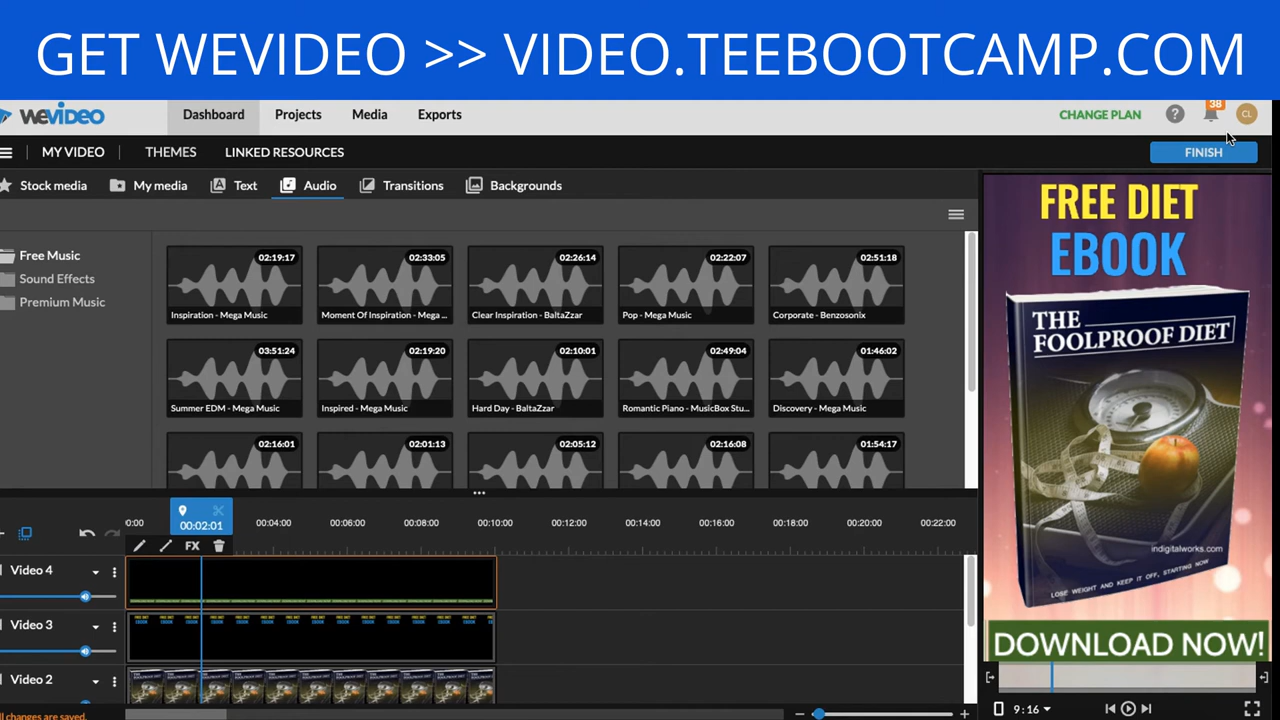 GET WEVIDEO >> VIDEO.TEEBOOTCAMP.COM
WEVIDEO
Dashboard
Projects
Media
Exports
CHANGE PLAN
?
38
CL
MY VIDEO
THEMES
LINKED RESOURCES
FINISH
Stock media
My media
Text
Audio
Transitions
Backgrounds
Free Music
Sound Effects
Premium Music
02:19:17
Inspiration - Mega Music
02:33:05
Moment Of Inspiration - Mega ...
02:26:14
Clear Inspiration - BaltaZzar
02:22:07
Pop - Mega Music
02:51:18
Corporate - Benzosonix
03:51:24
Summer EDM - Mega Music
02:19:20
Inspired - Mega Music
02:10:01
Hard Day - BaltaZzar
02:49:04
Romantic Piano - MusicBox Stu...
01:46:02
Discovery - Mega Music
02:16:01
02:01:13
02:05:12
02:16:08
01:54:17
FREE DIET
EBOOK
THE
FOOLPROOF DIET
indigitalworks.com
LOSE WEIGHT AND KEEP IT OFF, STARTING NOW
DOWNLOAD NOW!
0:00
00:02:01
00:04:00
00:06:00
00:08:00
00:10:00
00:12:00
00:14:00
00:16:00
00:18:00
00:20:00
00:22:00
FX
Video 4
Video 3
Video 2
ll changes are saved.
9:16